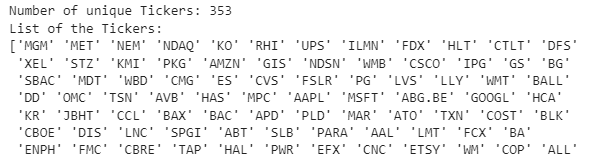 Number of unique Tickers: 353
List of the Tickers:
['MGM' 'MET' 'NEM' 'NDAQ' 'KO' 'RHI' 'UPS' 'ILMN' 'FDX' 'HLT' 'CTLT' 'DFS'
'XEL' 'STZ' 'KMI' 'PKG' 'AMZN' 'GIS' 'NDSN' 'WMB' 'CSCO' 'IPG' 'GS' 'BG'
'SBAC' 'MDT' 'WBD' 'CMG' 'ES' 'CVS' 'FSLR' 'PG' 'LVS' 'LLY' 'WMT' 'BALL'
'DD' 'OMC' 'TSN' 'AVB' 'HAS' 'MPC' 'AAPL' 'MSFT' 'ABG.BE' 'GOOGL' 'HCA'
'KR' 'JBHT' 'CCL' 'BAX' 'BAC' 'APD' 'PLD' 'MAR' 'ATO' 'TXN' 'COST' 'BLK'
'CBOE' 'DIS' 'LNC' 'SPGI' 'ABT' 'SLB' 'PARA' 'AAL' 'LMT' 'FCX' 'BA'
'ENPH' 'FMC' 'CBRE' 'TAP' 'HAL' 'PWR' 'EFX' 'CNC' 'ETSY' 'WM' 'COP' 'ALL'